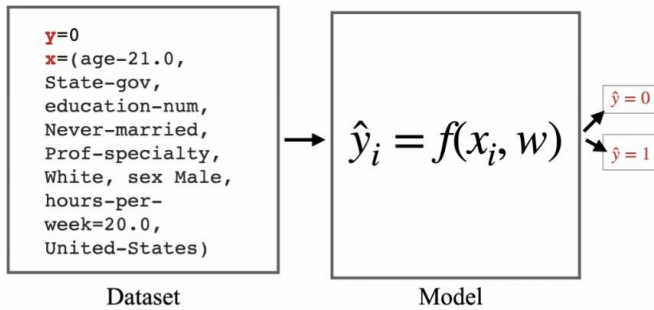 y=0
x=(age-21.0,
State-gov,
education-num,
Never-married,
Prof-specialty,
White, sex Male,
hours-per-
week=20.0,
United-States)
ŷᵢ = f(xᵢ, w)
ŷ = 0
ŷ = 1
Dataset
Model